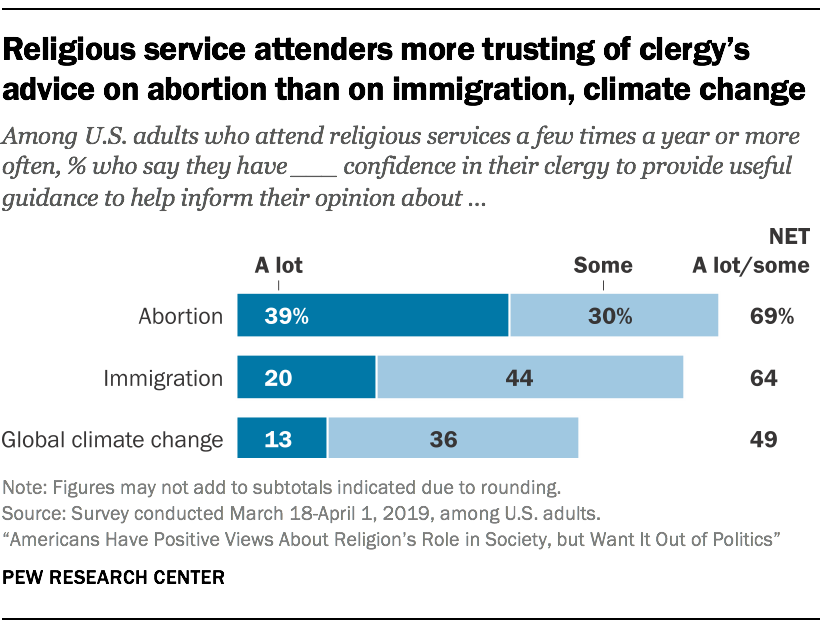 Religious service attenders more trusting of clergy's
advice on abortion than on immigration, climate change
Among U.S. adults who attend religious services a few times a year or more
often, % who say they have ___ confidence in their clergy to provide useful
guidance to help inform their opinion about ...
NET
A lot Some A lot/some
Abortion 39% 30% 69%
Immigration 20 44 64
Global climate change 13 36 49
Note: Figures may not add to subtotals indicated due to rounding.
Source: Survey conducted March 18-April 1, 2019, among U.S. adults.
“Americans Have Positive Views About Religion’s Role in Society, but Want It Out of Politics”
PEW RESEARCH CENTER